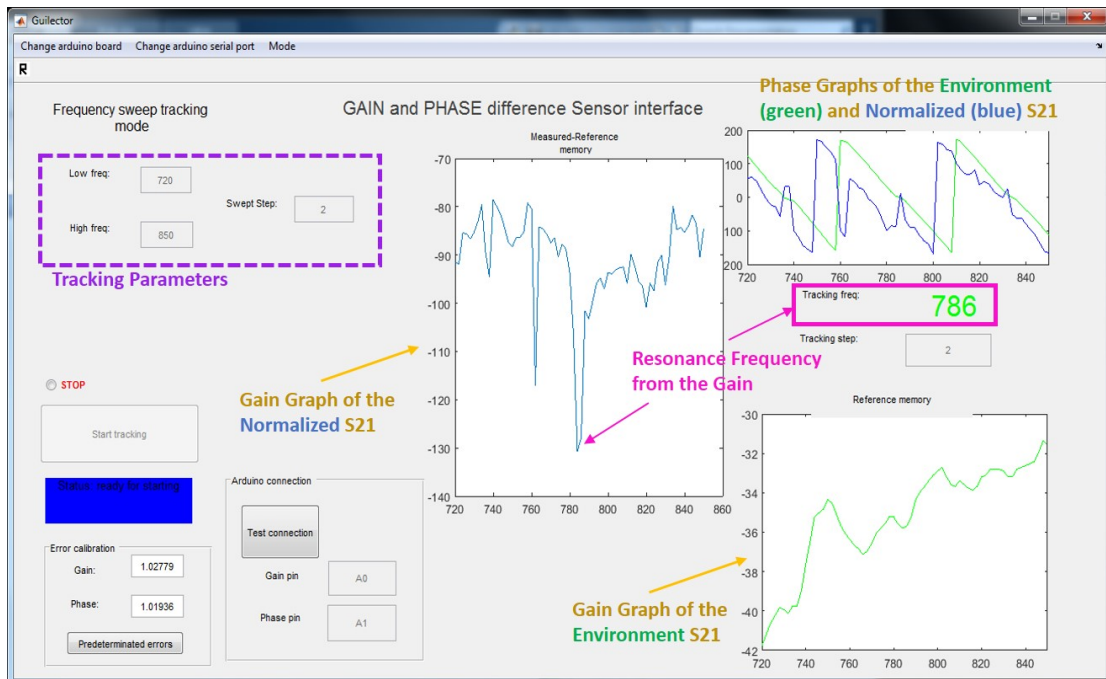 Guilector
Change arduino board Change arduino serial port Mode
R
Frequency sweep tracking
mode
Low freq:
720
Swept Step:
2
High freq:
850
Tracking Parameters
STOP
Start tracking
Status: ready for starting
Error calibration
Gain:
1.02779
Phase:
1.01936
Predeterminated errors
Arduino connection
Test connection
Gain pin
A0
Phase pin
A1
GAIN and PHASE difference Sensor interface
Measured-Reference
memory
-70
-80
-90
-100
-110
-120
-130
-140
720 740 760 780 800 820 840 860
Gain Graph of the
Normalized S21
Resonance Frequency
from the Gain
Phase Graphs of the Environment
(green) and Normalized (blue) S21
200
100
0
100
200
720 740 760 780 800 820 840
Tracking freq:
786
Tracking step:
2
Reference memory
-30
-32
-34
-36
-38
-40
-42
720 740 760 780 800 820 840
Gain Graph of the
Environment S21